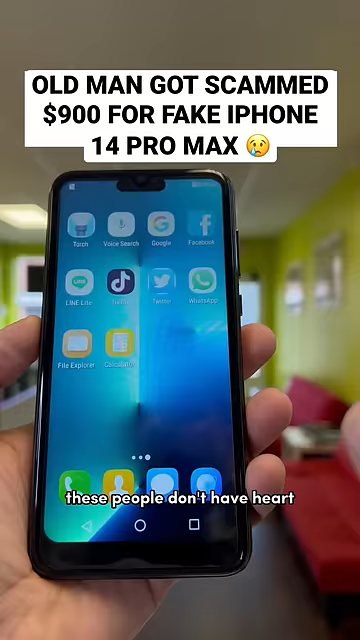 OLD MAN GOT SCAMMED
$900 FOR FAKE IPHONE
14 PRO MAX 😢
Torch
Voice Search
Google
Facebook
LINE Lite
Twitter
WhatsApp
File Explorer
Calculator
these people don't have heart